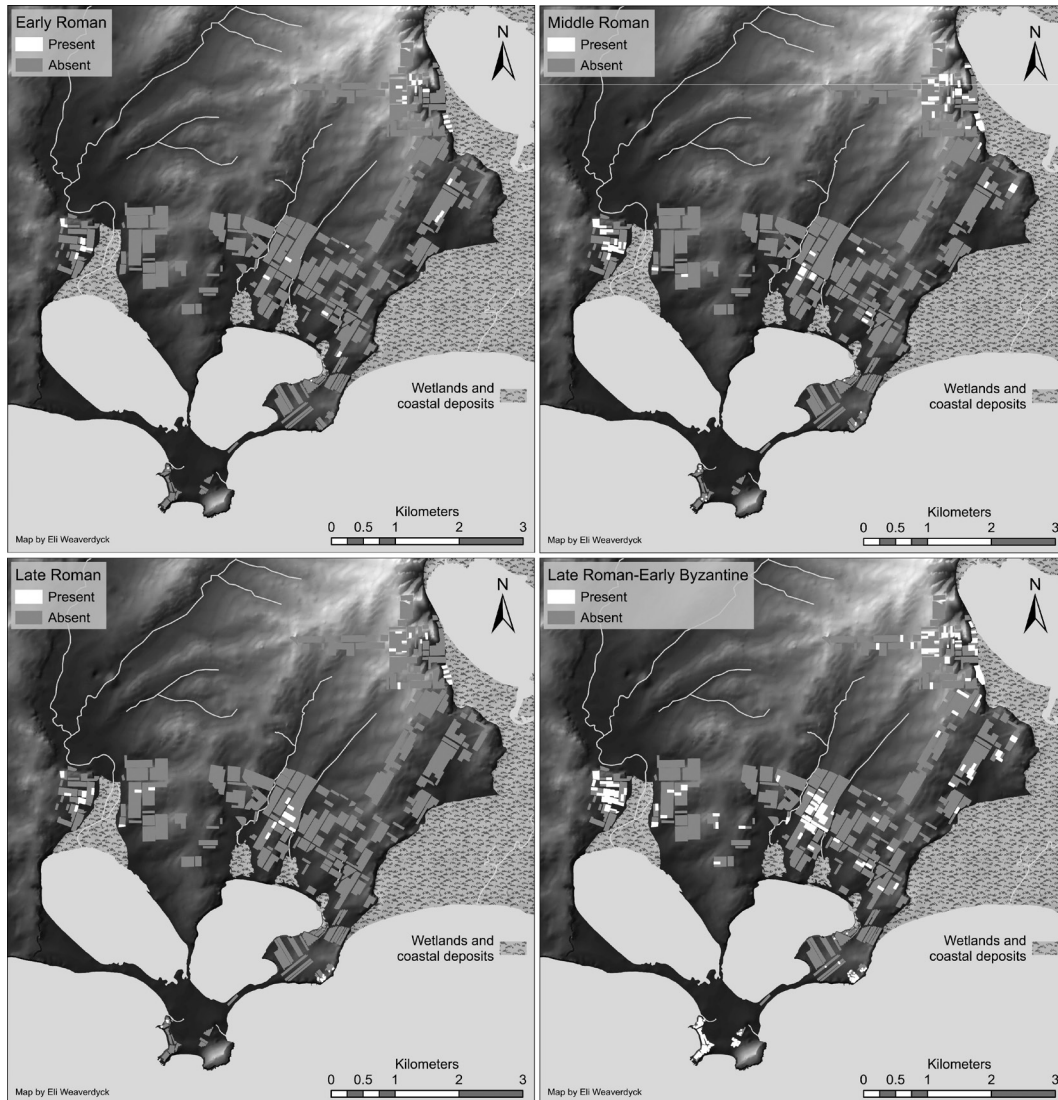 Early Roman
Present
Absent
N
Wetlands and
coastal deposits
Kilometers
0 0.5 1 2 3
Map by Eli Weaverdyck
Middle Roman
Present
Absent
N
Wetlands and
coastal deposits
Kilometers
0 0.5 1 2 3
Map by Eli Weaverdyck
Late Roman
Present
Absent
N
Wetlands and
coastal deposits
Kilometers
0 0.5 1 2 3
Map by Eli Weaverdyck
Late Roman-Early Byzantine
Present
Absent
N
Wetlands and
coastal deposits
Kilometers
0 0.5 1 2 3
Map by Eli Weaverdyck